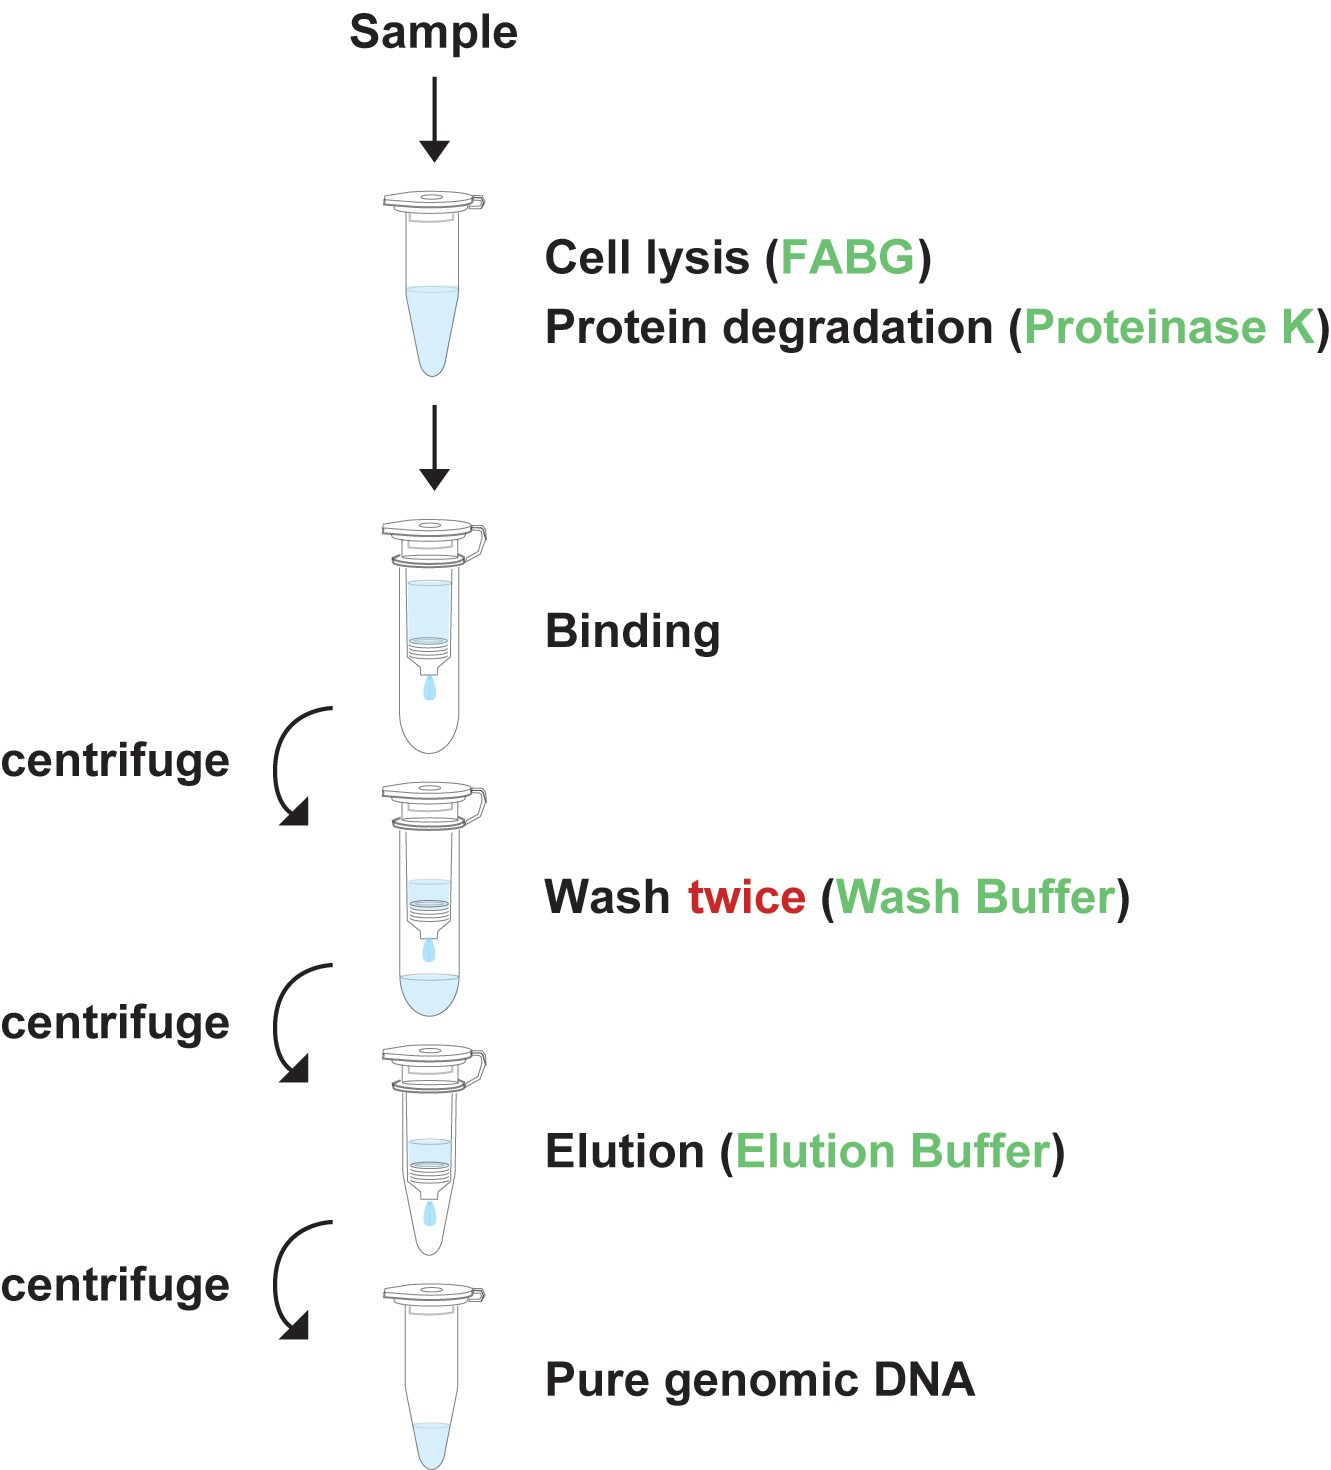 Sample
Cell lysis (FABG)
Protein degradation (Proteinase K)
Binding
centrifuge
Wash twice (Wash Buffer)
centrifuge
Elution (Elution Buffer)
centrifuge
Pure genomic DNA